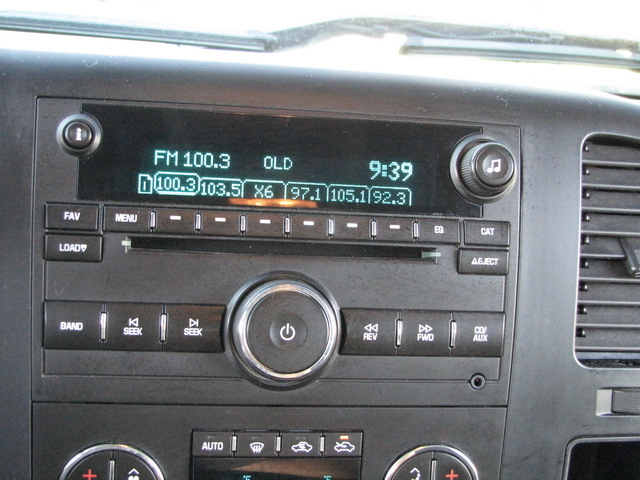 FM 100.3 OLD 9:39
1 100.3 103.5 X6 97.1 105.1 92.3
FAV MENU EQ CAT
LOAD EJECT
BAND SEEK SEEK REV FWD CD/AUX
AUTO
°F °F